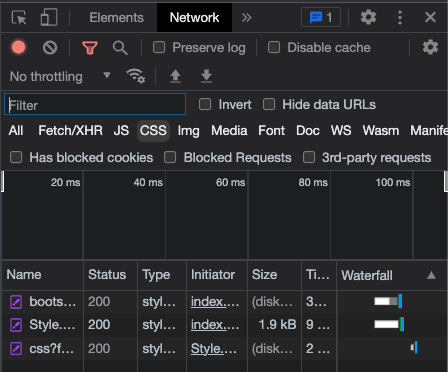 Elements Network » 1
Preserve log Disable cache
No throttling
Filter Invert Hide data URLs
All Fetch/XHR JS CSS Img Media Font Doc WS Wasm Manife
Has blocked cookies Blocked Requests 3rd-party requests
20 ms 40 ms 60 ms 80 ms 100 ms
Name Status Type Initiator Size Ti... Waterfall
boots... 200 styl... index.... (disk... 3...
Style.... 200 styl... index.... 1.9 kB 9 ...
css?f... 200 styl... Style.... (disk... 2 ...